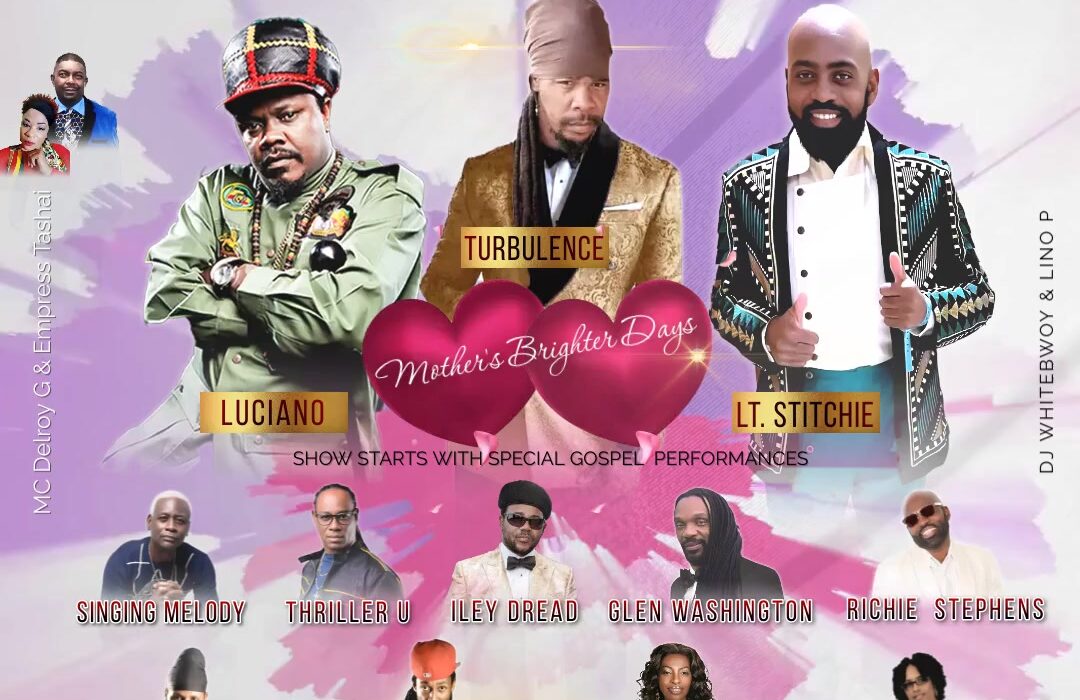 MC Delroy G & Empress Tashai
TURBULENCE
Mother's Brighter Days
LUCIANO
LT. STITCHIE
SHOW STARTS WITH SPECIAL GOSPEL PERFORMANCES
DJ WHITEBWOY & LINO P
SINGING MELODY
THRILLER U
ILEY DREAD
GLEN WASHINGTON
RICHIE STEPHENS